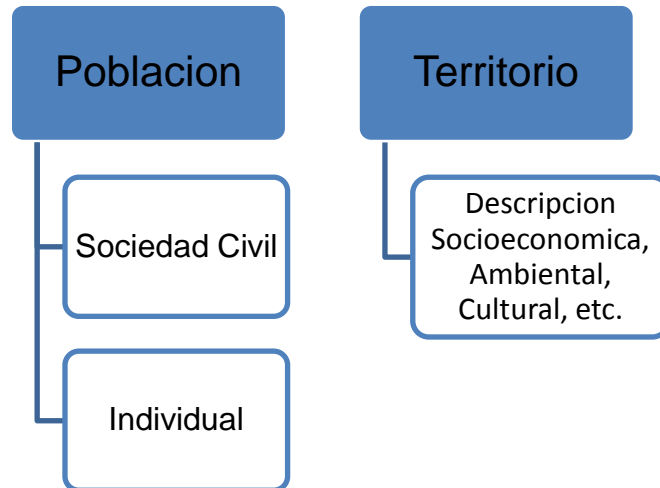 Poblacion
Sociedad Civil
Individual
Territorio
Descripcion
Socioeconomica,
Ambiental,
Cultural, etc.